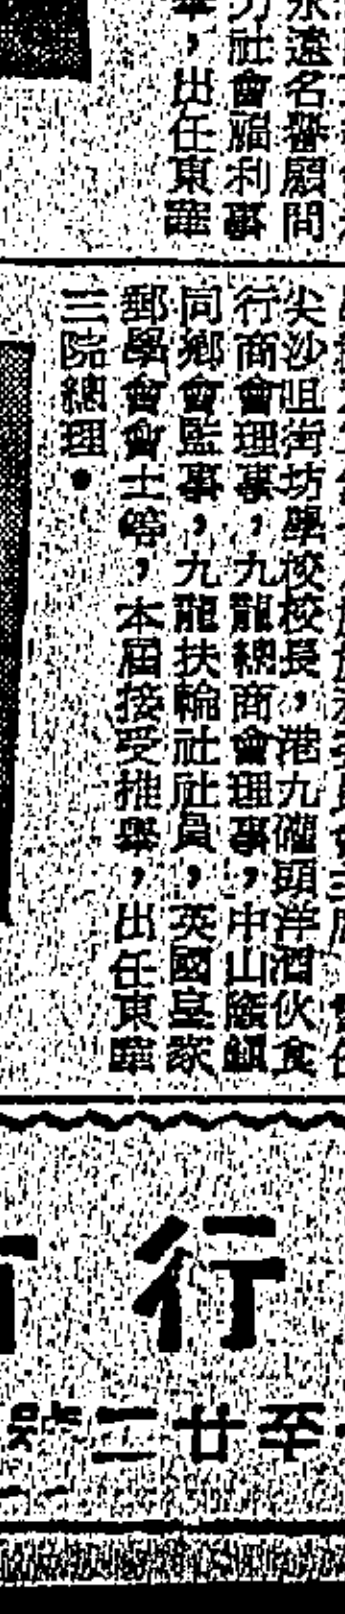 永遠名譽顧問
力社會福利事
，出任東華
尖沙咀街坊學校校長，港九罐頭洋酒伙食
行商會理事，九龍總商會理事，中山隆鎮
同鄉會監事，九龍扶輪社社員，英國皇家
郵學會會士等，本屆接受推舉，出任東華
三院總理。
行
至廿二號